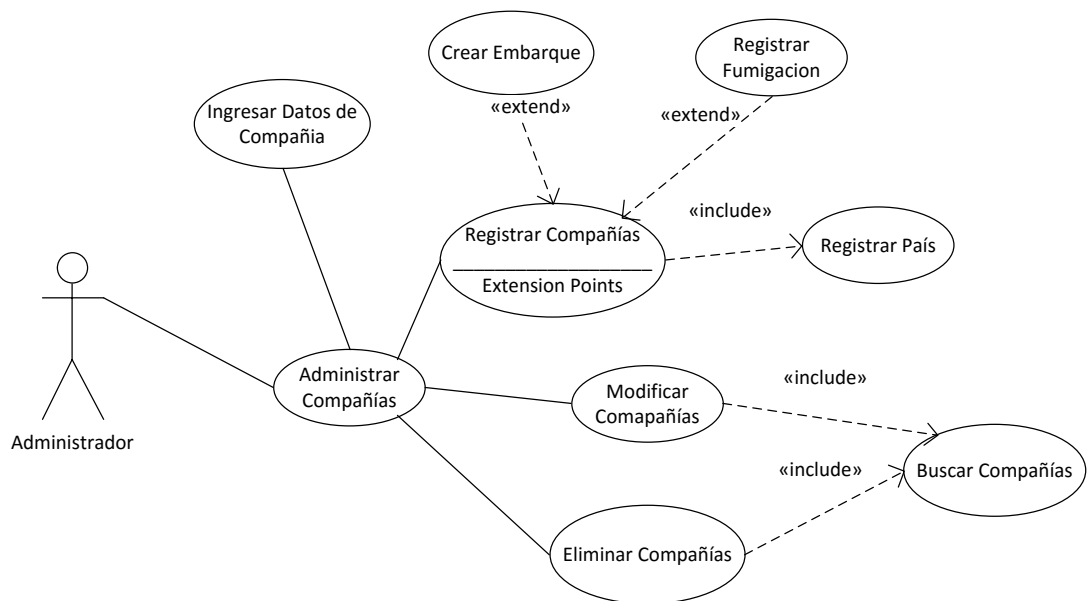 Crear Embarque
Registrar
Fumigacion
«extend»
«extend»
Ingresar Datos de
Compañia
Registrar Compañías
Extension Points
«include»
Registrar País
Administrador
Administrar
Compañías
Modificar
Comapañías
«include»
Buscar Compañías
«include»
Eliminar Compañías